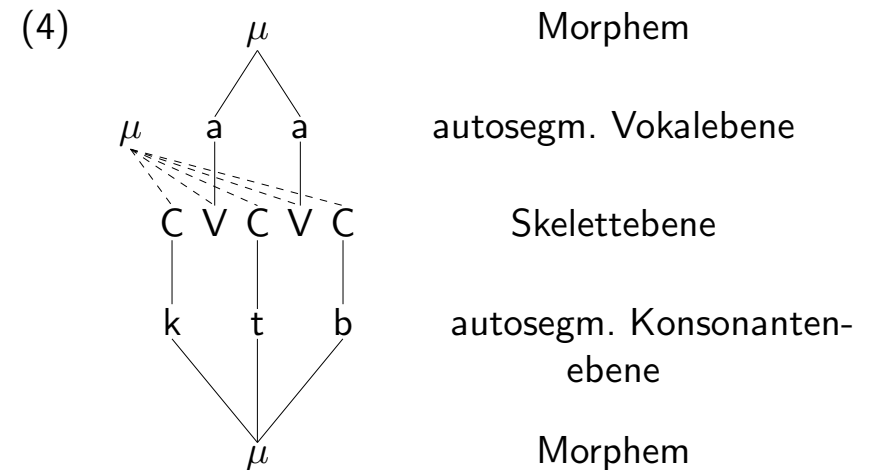 (4) μ Morphem
μ a a autosegm. Vokalebene
C V C V C Skelettebene
k t b autosegm. Konsonanten-
ebene
μ Morphem